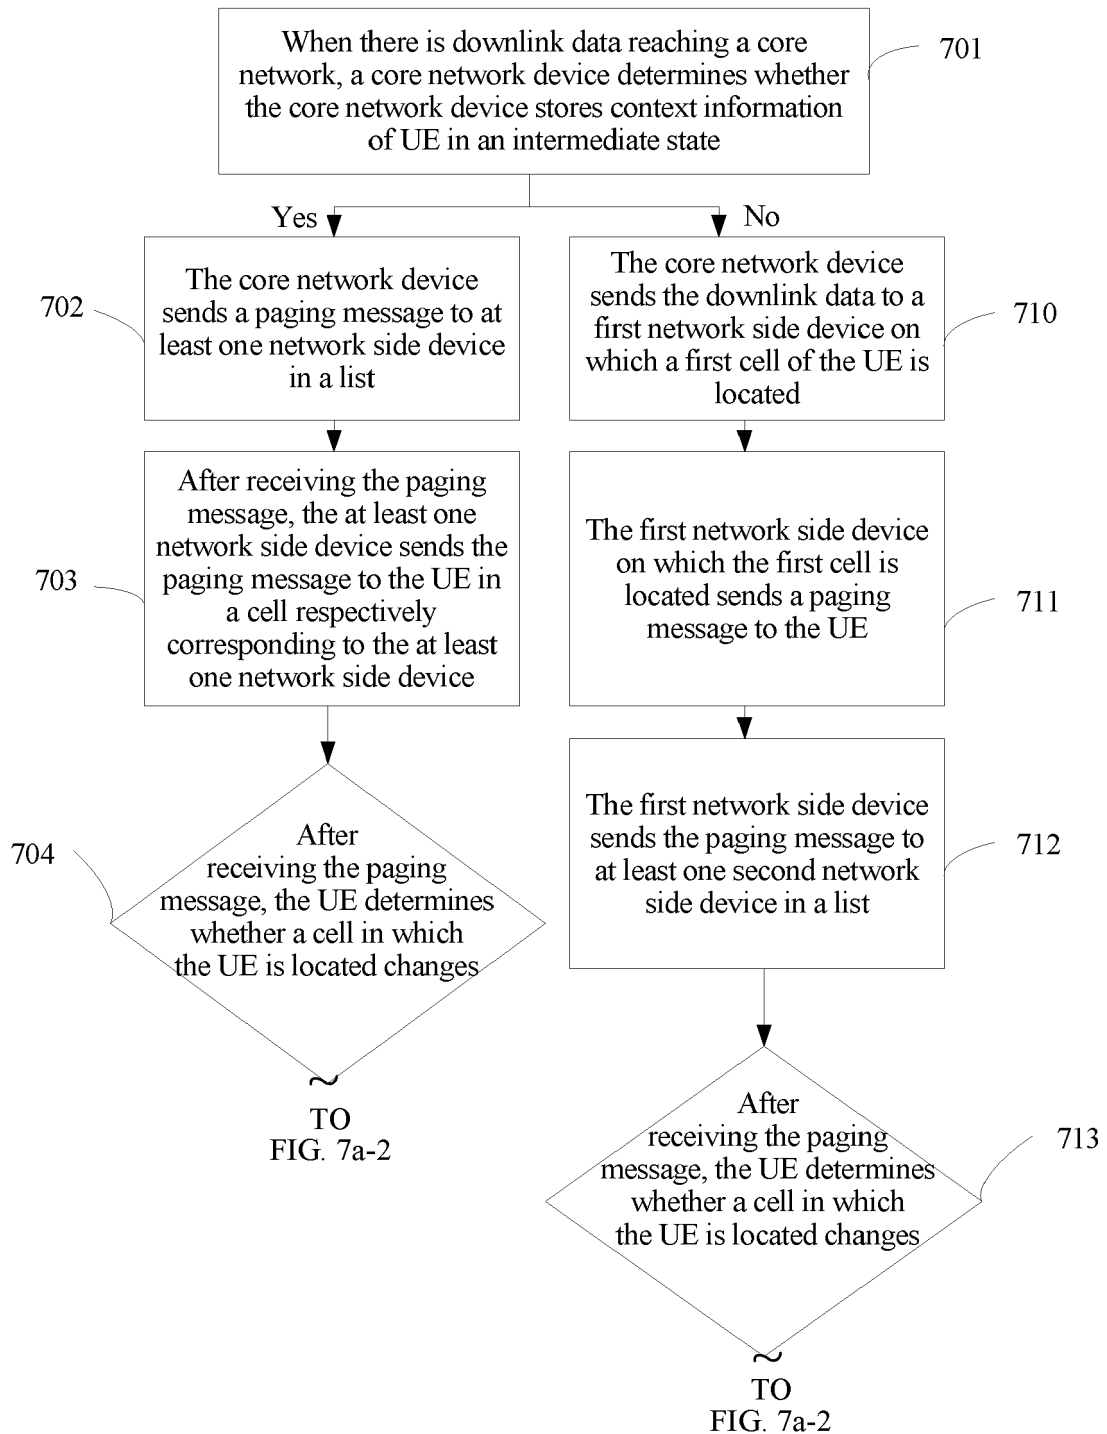 When there is downlink data reaching a core
network, a core network device determines whether
the core network device stores context information
of UE in an intermediate state
701
Yes
No
The core network device
sends a paging message to at
least one network side device
in a list
702
The core network device
sends the downlink data to a
first network side device on
which a first cell of the UE is
located
710
After receiving the paging
message, the at least one
network side device sends the
paging message to the UE in
a cell respectively
corresponding to the at least
one network side device
703
The first network side device
on which the first cell is
located sends a paging
message to the UE
711
The first network side device
sends the paging message to
at least one second network
side device in a list
712
After
receiving the paging
message, the UE determines
whether a cell in which
the UE is located changes
704
~
TO
FIG. 7a-2
After
receiving the paging
message, the UE determines
whether a cell in which
the UE is located changes
713
~
TO
FIG. 7a-2